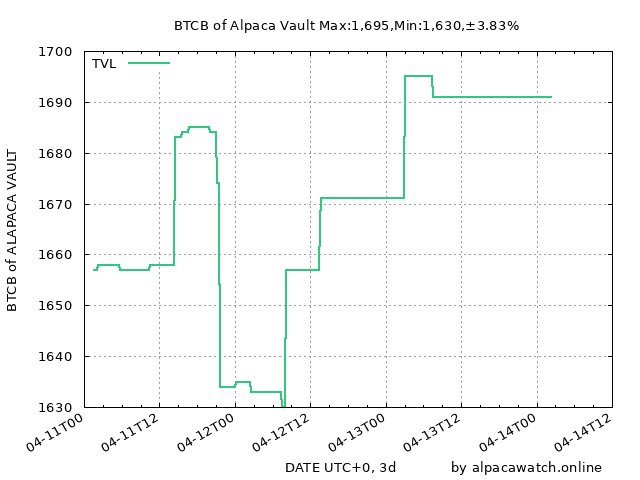 BTCB of Alpaca Vault Max:1,695,Min:1,630,±3.83%
TVL
BTCB of ALAPACA VAULT
1700
1690
1680
1670
1660
1650
1640
1630
04-11T00
04-11T12
04-12T00
04-12T12
04-13T00
04-13T12
04-14T00
04-14T12
DATE UTC+0, 3d
by alpacawatch.online